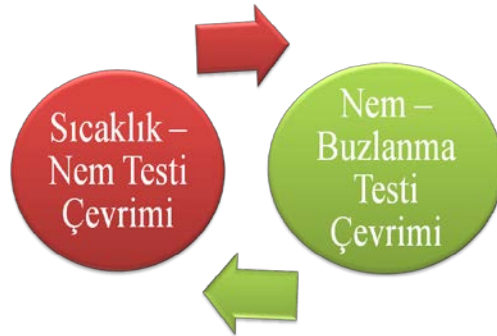 Sıcaklık –
Nem Testi
Çevrimi
Nem –
Buzlanma
Testi
Çevrimi